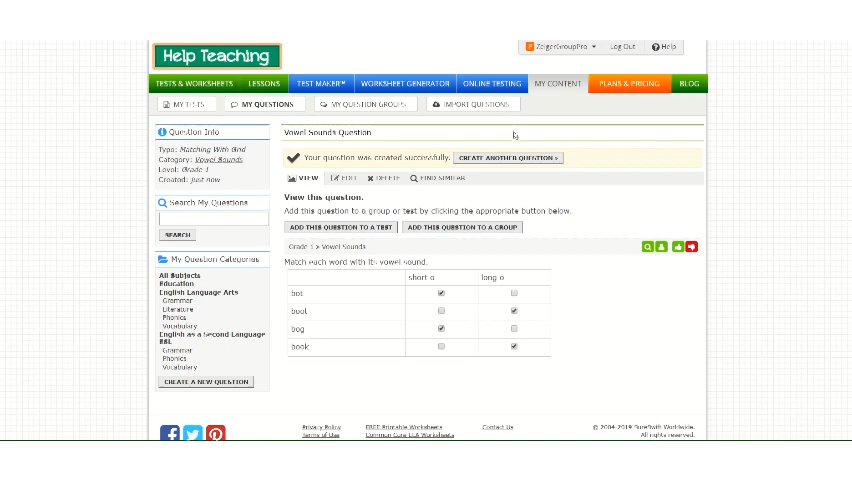 Help Teaching
ZeigerGroupPro Log Out Help
TESTS & WORKSHEETS LESSONS TEST MAKER™ WORKSHEET GENERATOR ONLINE TESTING MY CONTENT PLANS & PRICING BLOG
MY TESTS MY QUESTIONS MY QUESTION GROUPS IMPORT QUESTIONS
Question Info
Type: Matching With Grid
Category: Vowel Sounds
Level: Grade 1
Created: just now
Search My Questions
SEARCH
My Question Categories
All Subjects
Education
English Language Arts
Grammar
Literature
Phonics
Vocabulary
English as a Second Language
ESL
Grammar
Phonics
Vocabulary
CREATE A NEW QUESTION
Vowel Sounds Question
Your question was created successfully. CREATE ANOTHER QUESTION »
VIEW EDIT DELETE FIND SIMILAR
View this question.
Add this question to a group or test by clicking the appropriate button below.
ADD THIS QUESTION TO A TEST ADD THIS QUESTION TO A GROUP
Grade 1 > Vowel Sounds
Match each word with its vowel sound.
short o long o
bot
boot
bog
book
Privacy Policy FREE Printable Worksheets Contact Us © 2004-2019 SureSwift Worldwide.
Terms of Use Common Core ELA Worksheets All rights reserved.